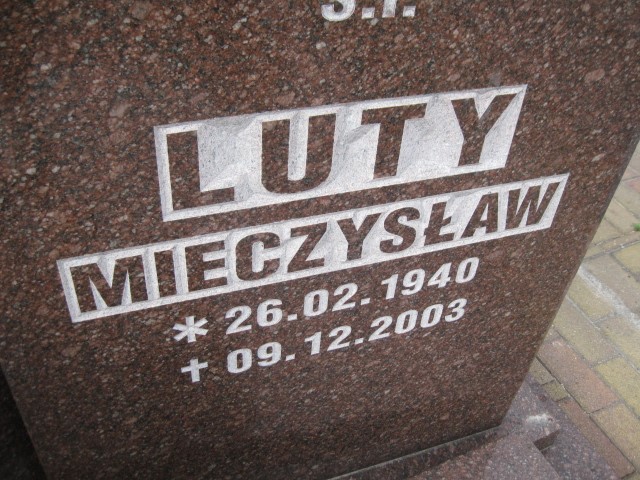 Ś.P.
LUTY
MIECZYSŁAW
* 26.02.1940
✝ 09.12.2003